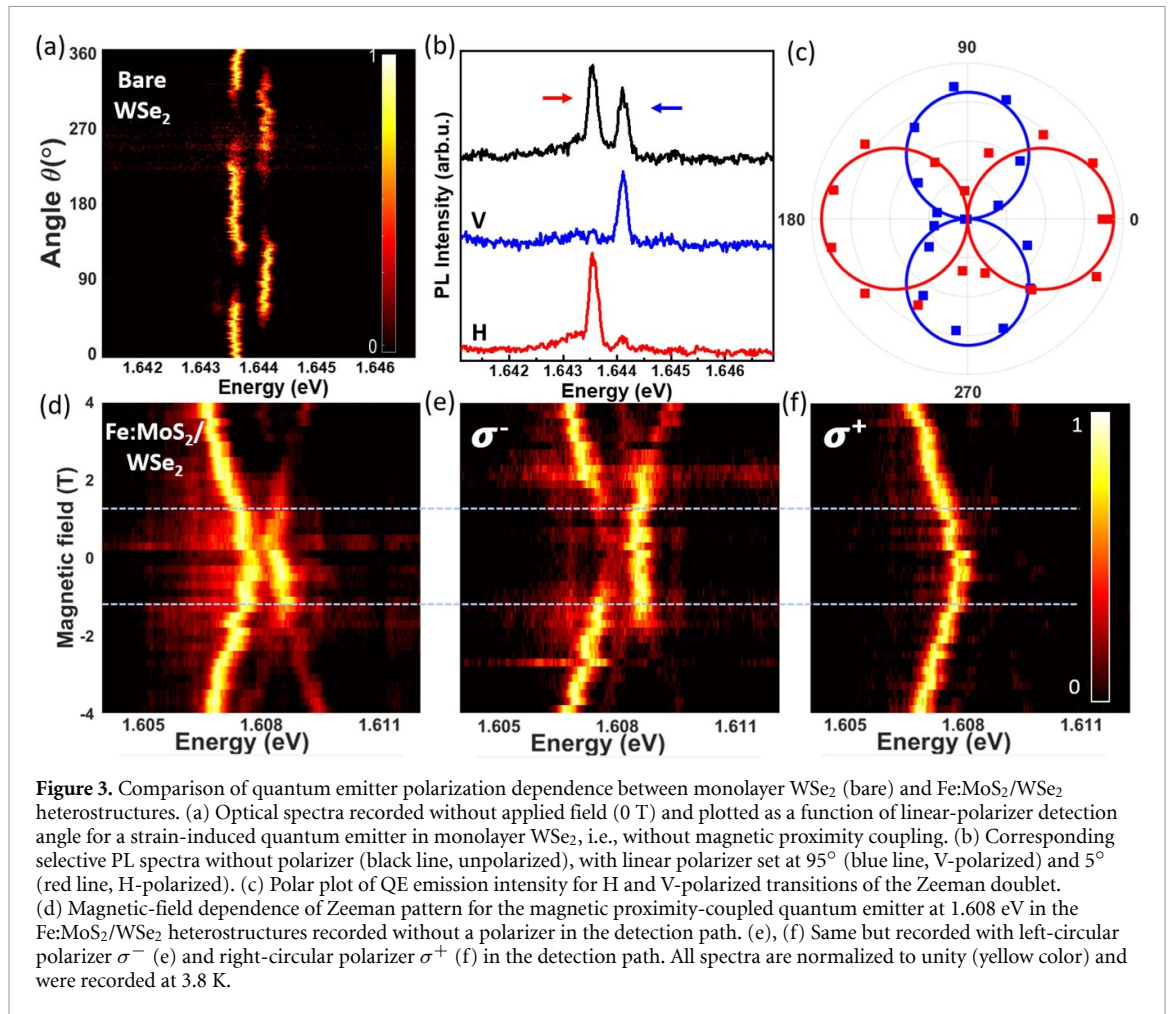 (a)
360
Bare
WSe₂
1
270
180
90
0
0
Angle θ(°)
1.642 1.643 1.644 1.645 1.646
Energy (eV)
(b)
PL Intensity (arb.u.)
V
H
1.642 1.643 1.644 1.645 1.646
Energy (eV)
(c)
90
180
0
270
(d)
Fe:MoS₂/
WSe₂
4
2
0
-2
-4
Magnetic field (T)
1.605 1.608 1.611
Energy (eV)
(e)
σ⁻
1.605 1.608 1.611
Energy (eV)
(f)
σ⁺
1
0
1.605 1.608 1.611
Energy (eV)
Figure 3. Comparison of quantum emitter polarization dependence between monolayer WSe₂ (bare) and Fe:MoS₂/WSe₂
heterostructures. (a) Optical spectra recorded without applied field (0 T) and plotted as a function of linear-polarizer detection
angle for a strain-induced quantum emitter in monolayer WSe₂, i.e., without magnetic proximity coupling. (b) Corresponding
selective PL spectra without polarizer (black line, unpolarized), with linear polarizer set at 95° (blue line, V-polarized) and 5°
(red line, H-polarized). (c) Polar plot of QE emission intensity for H and V-polarized transitions of the Zeeman doublet.
(d) Magnetic-field dependence of Zeeman pattern for the magnetic proximity-coupled quantum emitter at 1.608 eV in the
Fe:MoS₂/WSe₂ heterostructures recorded without a polarizer in the detection path. (e), (f) Same but recorded with left-circular
polarizer σ⁻ (e) and right-circular polarizer σ⁺ (f) in the detection path. All spectra are normalized to unity (yellow color) and
were recorded at 3.8 K.